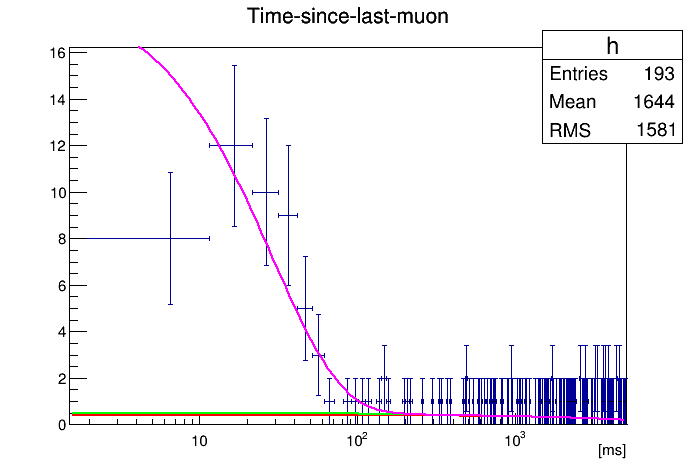 Time-since-last-muon
h
Entries 193
Mean 1644
RMS 1581
16
14
12
10
8
6
4
2
0
10 10² 10³
[ms]